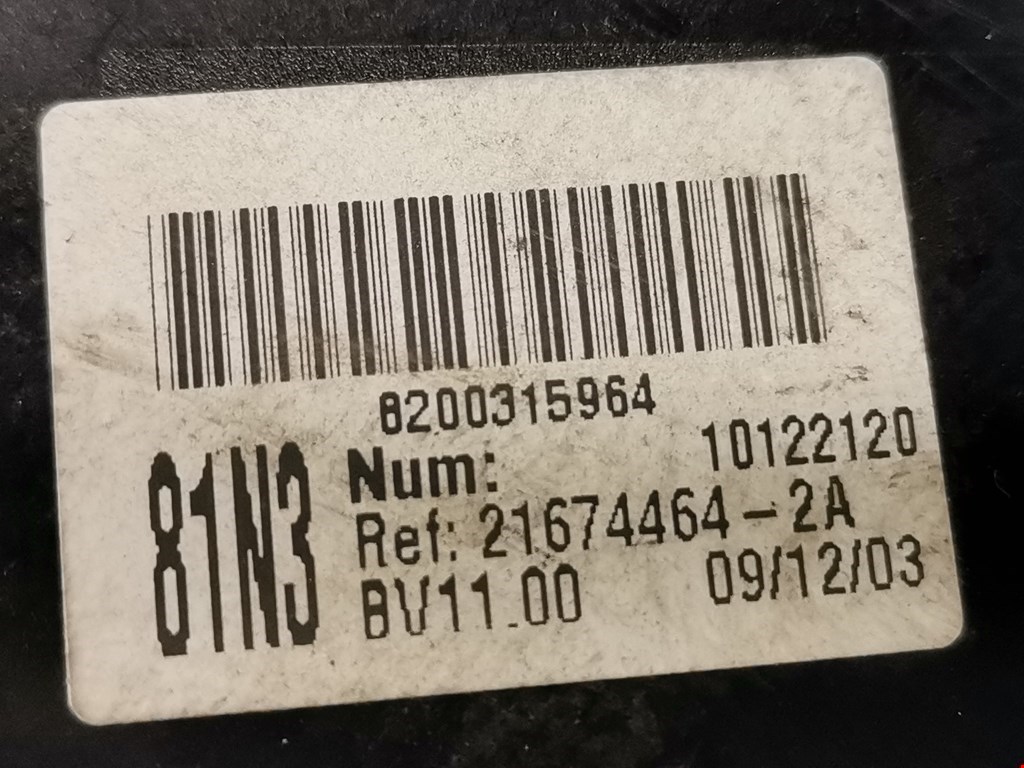 8200315964
81N3
Num: 10122120
Ref: 21674464-2A
BV11.00 09/12/03